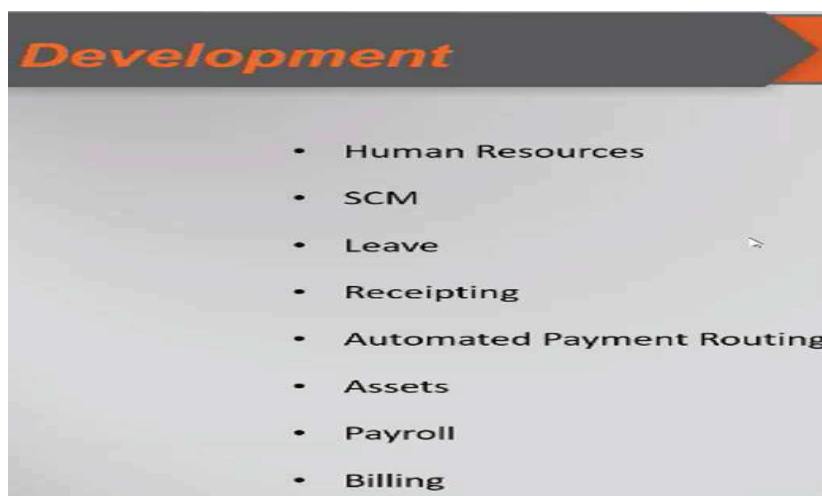 Development
• Human Resources
• SCM
• Leave
• Receipting
• Automated Payment Routing
• Assets
• Payroll
• Billing